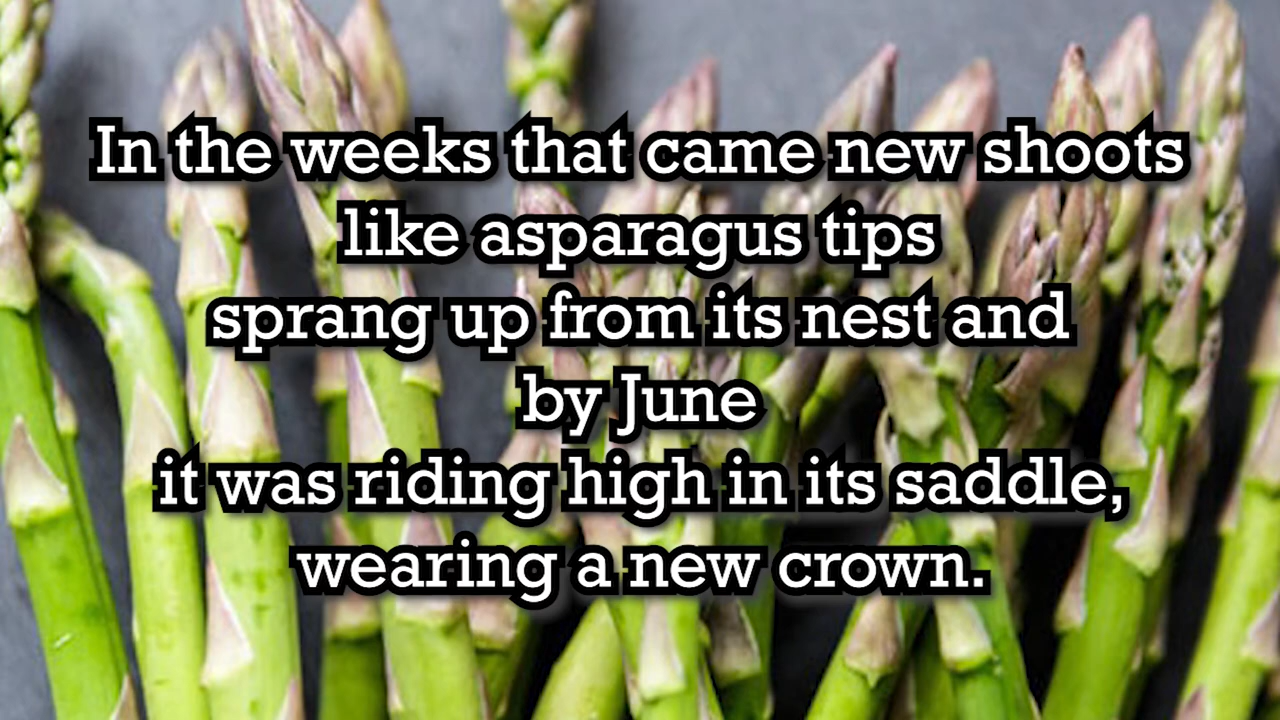 In the weeks that came new shoots
like asparagus tips
sprang up from its nest and
by June
it was riding high in its saddle,
wearing a new crown.